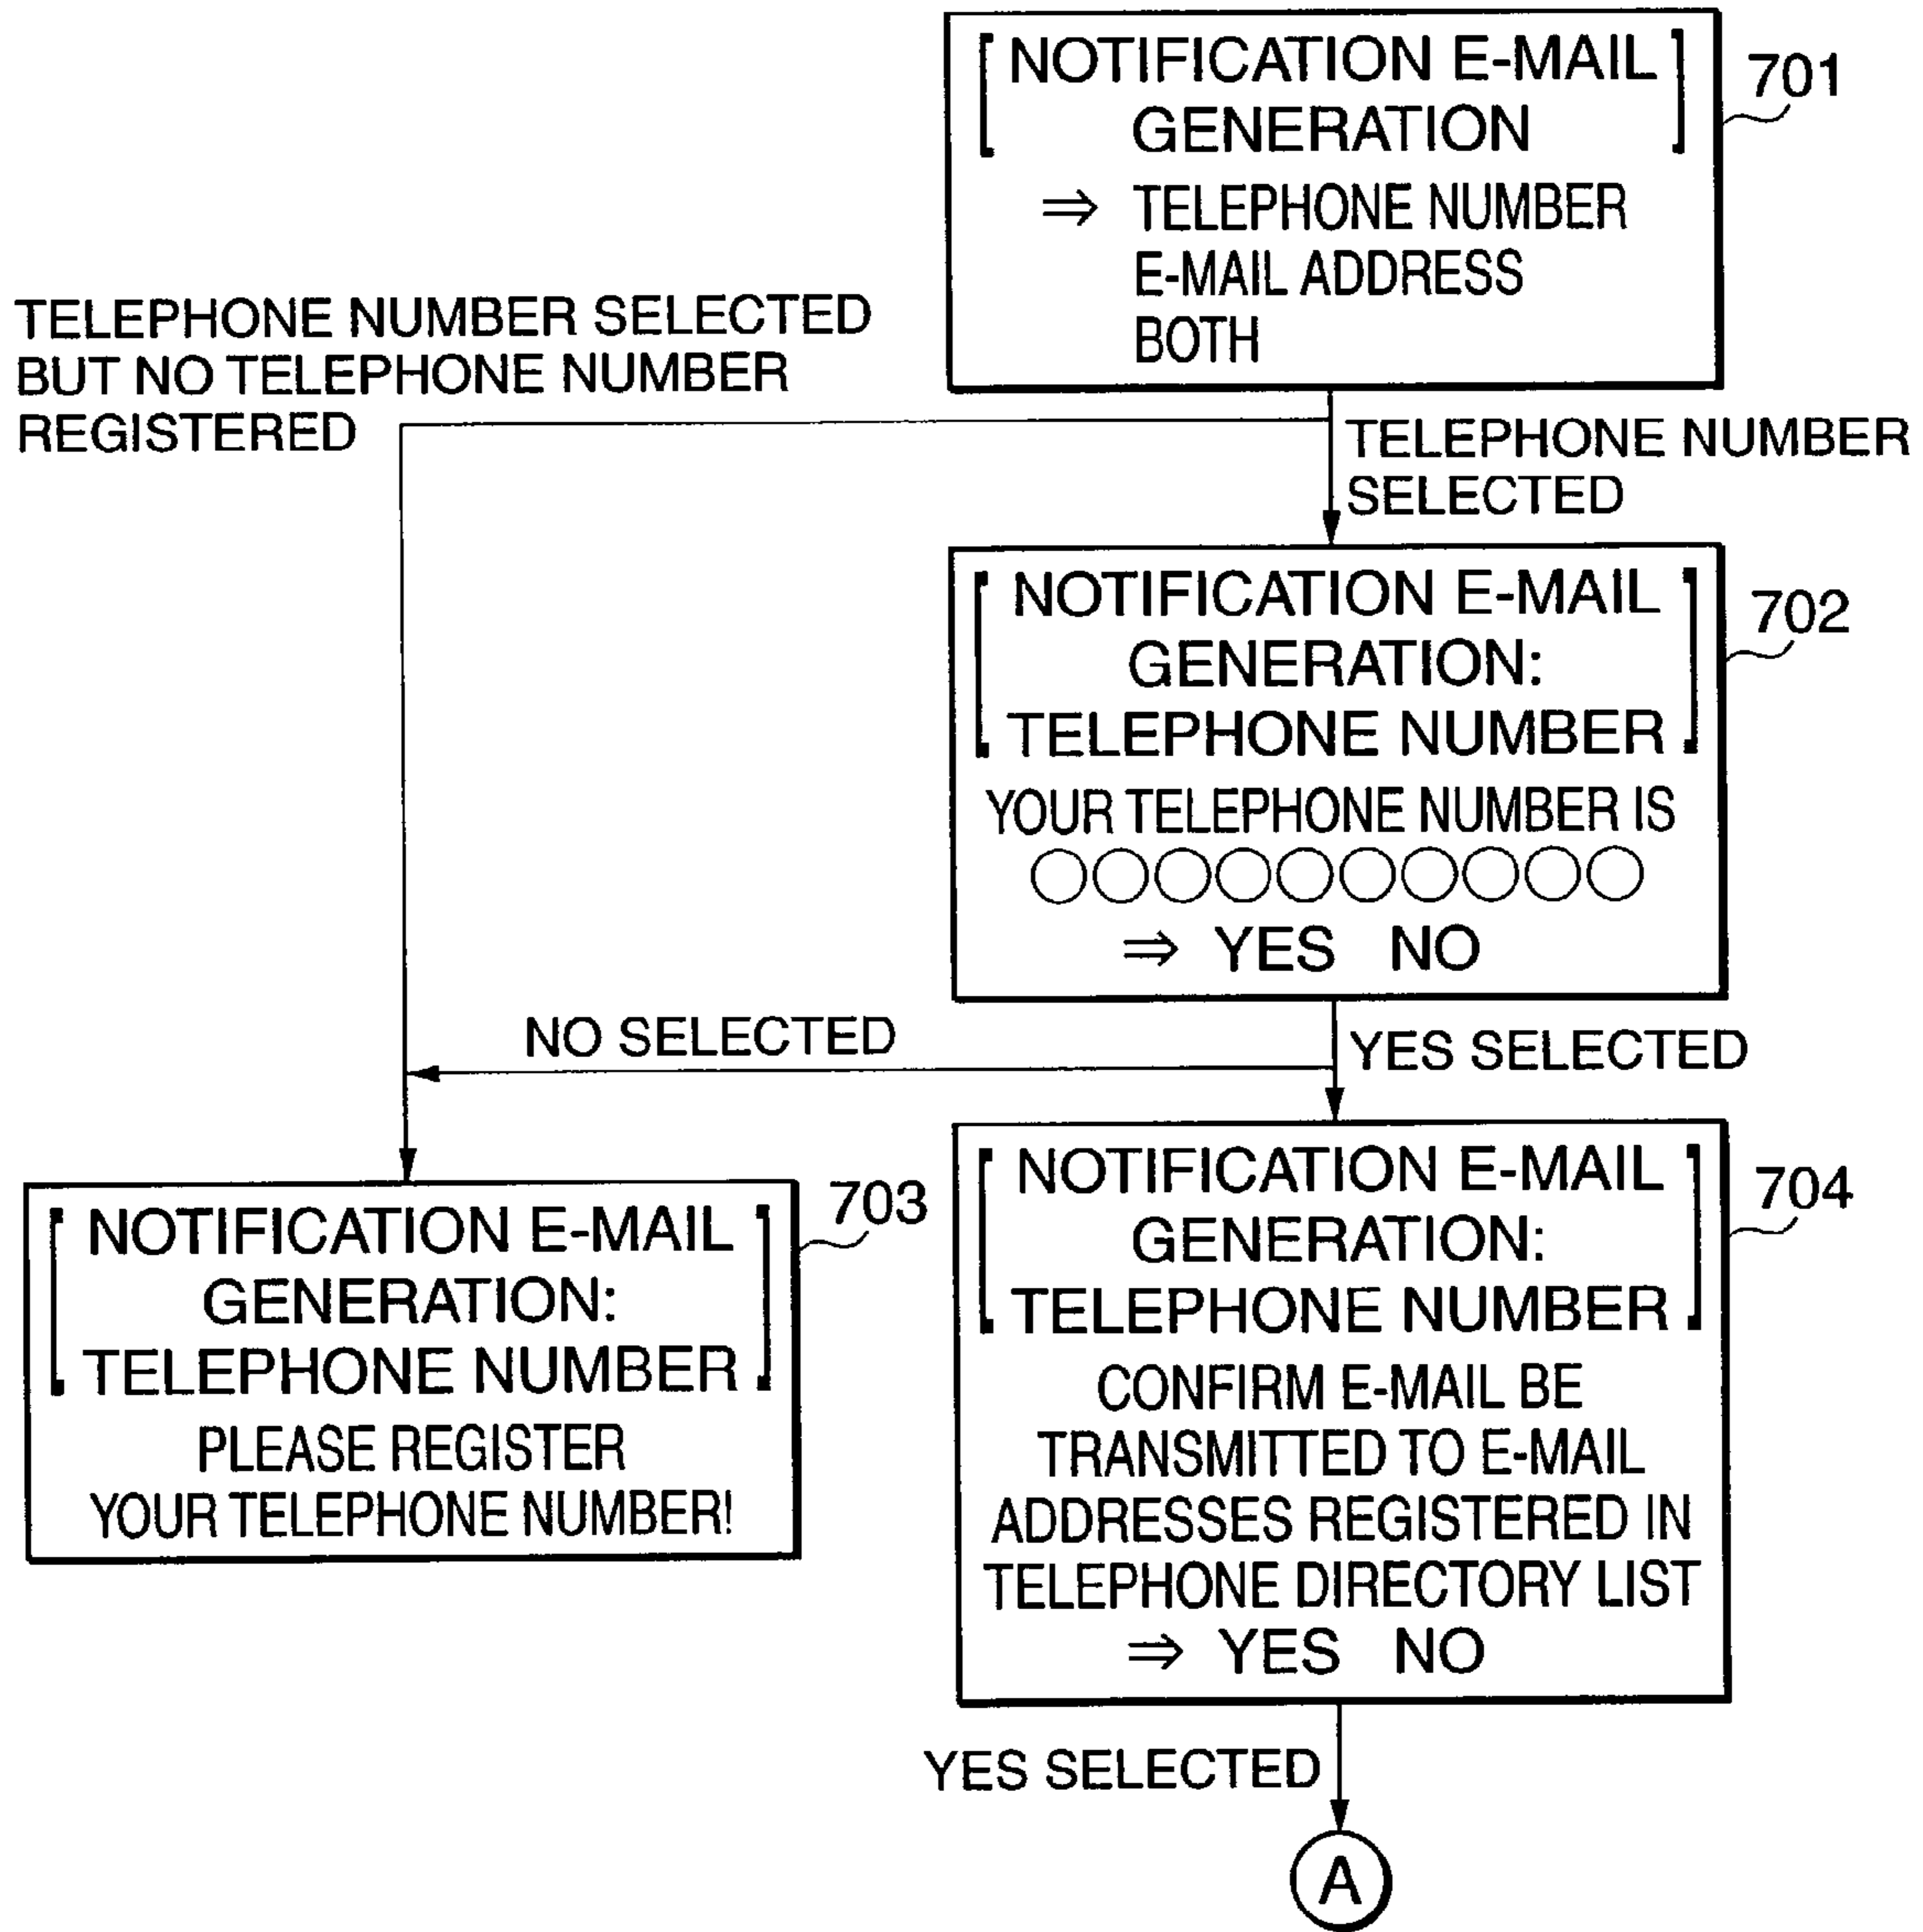 [ NOTIFICATION E-MAIL
GENERATION ]
⇒ TELEPHONE NUMBER
E-MAIL ADDRESS
BOTH
701
TELEPHONE NUMBER SELECTED
BUT NO TELEPHONE NUMBER
REGISTERED
TELEPHONE NUMBER
SELECTED
[ NOTIFICATION E-MAIL
GENERATION:
TELEPHONE NUMBER ]
YOUR TELEPHONE NUMBER IS
○○○○○○○○○○
⇒ YES NO
702
NO SELECTED
YES SELECTED
[ NOTIFICATION E-MAIL
GENERATION:
TELEPHONE NUMBER ]
PLEASE REGISTER
YOUR TELEPHONE NUMBER!
703
[ NOTIFICATION E-MAIL
GENERATION:
TELEPHONE NUMBER ]
CONFIRM E-MAIL BE
TRANSMITTED TO E-MAIL
ADDRESSES REGISTERED IN
TELEPHONE DIRECTORY LIST
⇒ YES NO
704
YES SELECTED
A